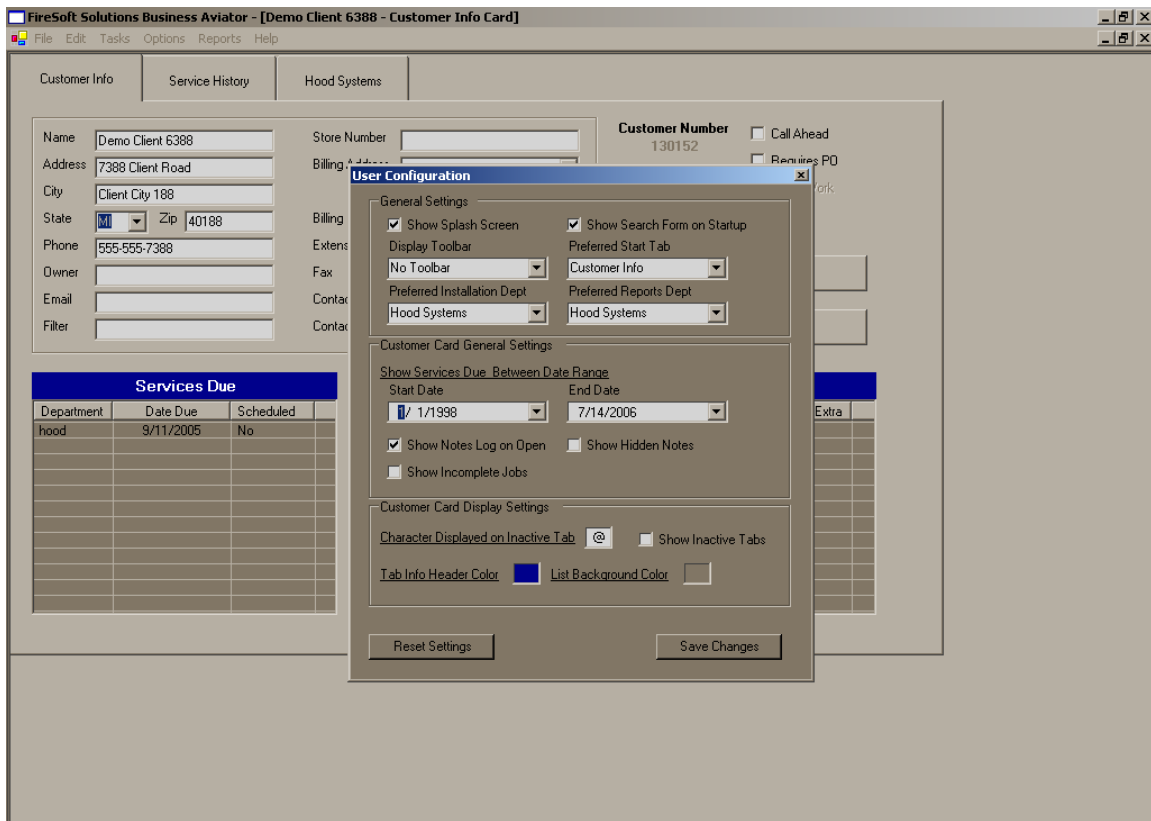 FireSoft Solutions Business Aviator - [Demo Client 6388 - Customer Info Card]
File Edit Tasks Options Reports Help
Customer Info Service History Hood Systems
Name Demo Client 6388 Store Number Customer Number Call Ahead
130152
Address 7388 Client Road Billing Address Requires PO
City Client City 188
State MI Zip 40188 Billing
Phone 555-555-7388
Owner Fax
Email
Filter
Services Due
Department Date Due Scheduled Extra
hood 9/11/2005 No
User Configuration
General Settings
Show Splash Screen Show Search Form on Startup
Display Toolbar Preferred Start Tab
No Toolbar Customer Info
Preferred Installation Dept Preferred Reports Dept
Hood Systems Hood Systems
Customer Card General Settings
Show Services Due Between Date Range
Start Date End Date
1/ 1/1998 7/14/2006
Show Notes Log on Open Show Hidden Notes
Show Incomplete Jobs
Customer Card Display Settings
Character Displayed on Inactive Tab @ Show Inactive Tabs
Tab Info Header Color List Background Color
Reset Settings Save Changes